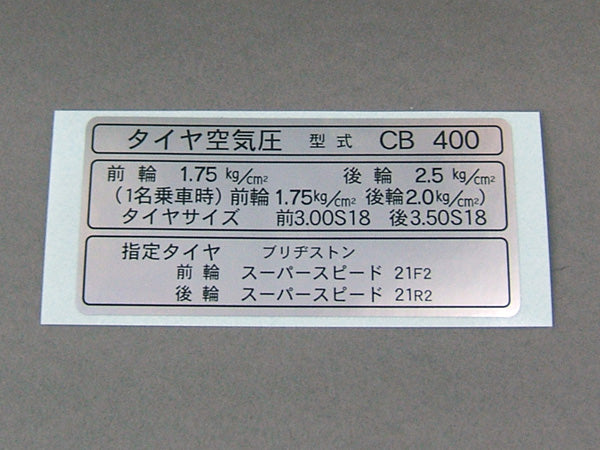 タイヤ空気圧 型式 CB 400
前輪 1.75 kg/cm² 後輪 2.5 kg/cm²
(1名乗車時) 前輪1.75kg/cm² 後輪2.0kg/cm²)
タイヤサイズ 前3.00S18 後3.50S18
指定タイヤ ブリヂストン
前輪 スーパースピード 21F2
後輪 スーパースピード 21R2